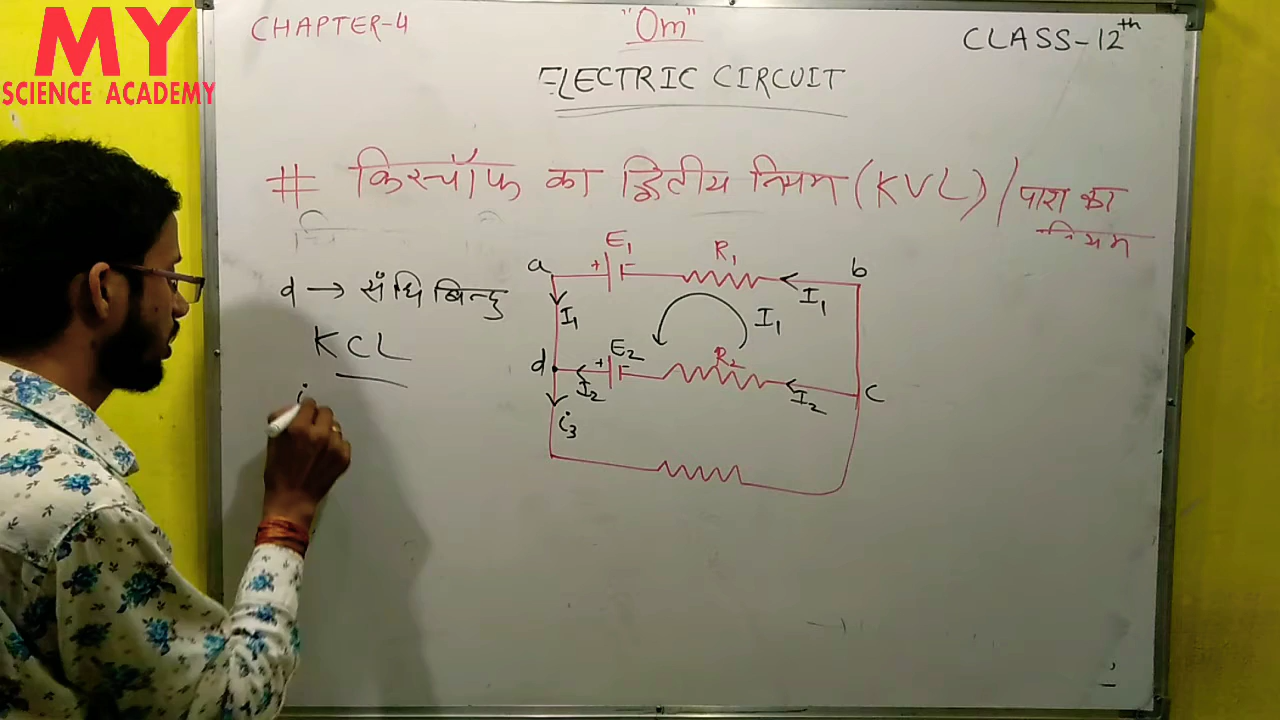 MY
SCIENCE ACADEMY
CHAPTER-4
"Om"
CLASS-12th
ELECTRIC CIRCUIT
# किरचॉफ का द्वितीय नियम (KVL) / पाश का
नियम
d → संधि बिन्दु
KCL
i
a
+
E1
R1
b
I1
I1
I1
d
+
E2
R2
c
I2
I2
i3